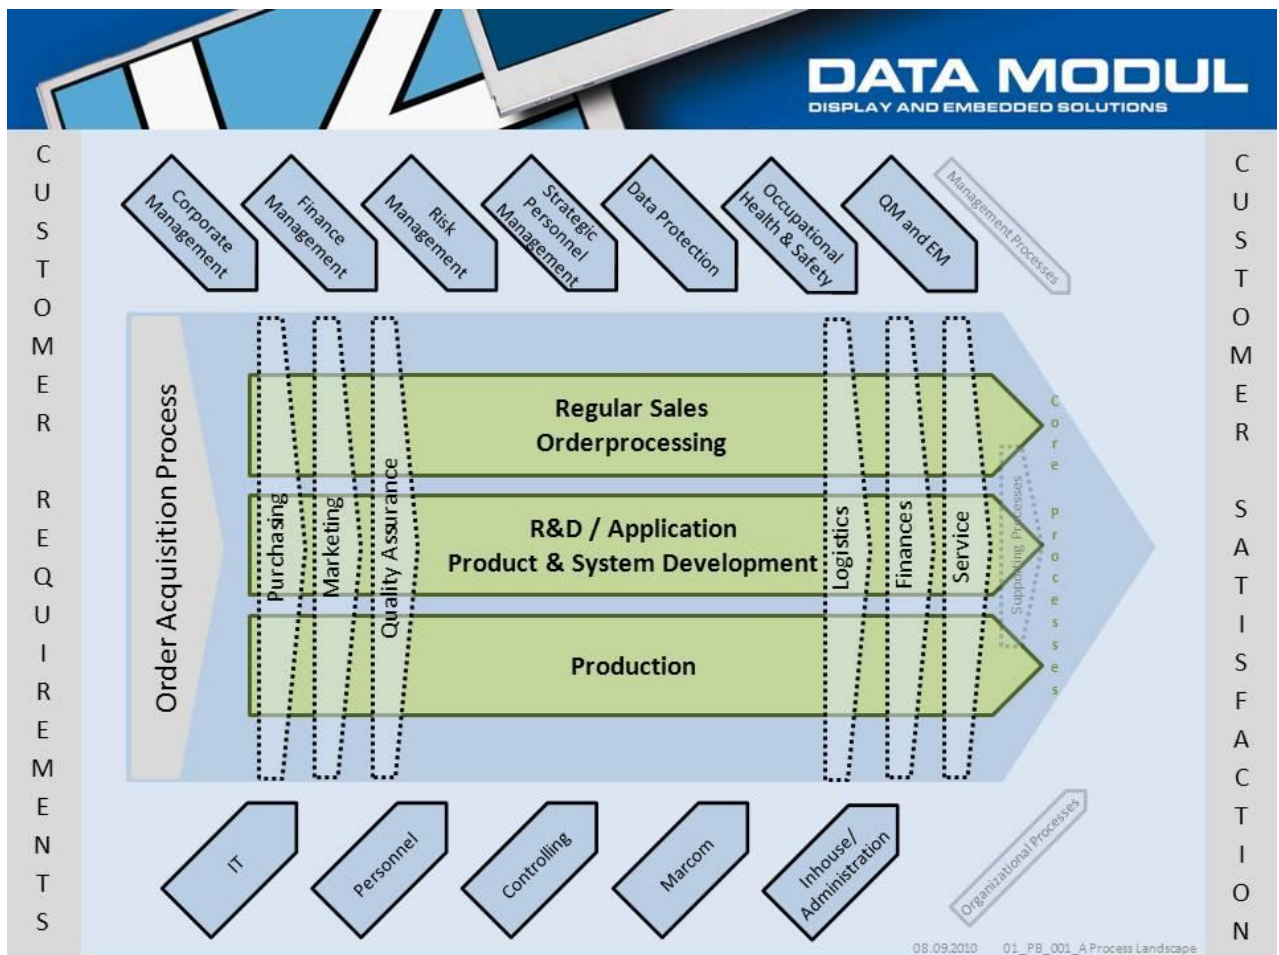 DATA MODUL
DISPLAY AND EMBEDDED SOLUTIONS
CUSTOMER REQUIREMENTS
Corporate
Management
Finance
Management
Risk
Management
Strategic
Personnel
Management
Data Protection
Occupational
Health & Safety
QM and EM
Management Processes
Order Acquisition Process
Purchasing
Marketing
Quality Assurance
Regular Sales
Orderprocessing
R&D / Application
Product & System Development
Production
Logistics
Finances
Service
Supporting Processes
Core Processes
IT
Personnel
Controlling
Marcom
Inhouse/
Administration
Organizational Processes
CUSTOMER SATISFACTION
08.09.2010 01_PB_001_A Process Landscape